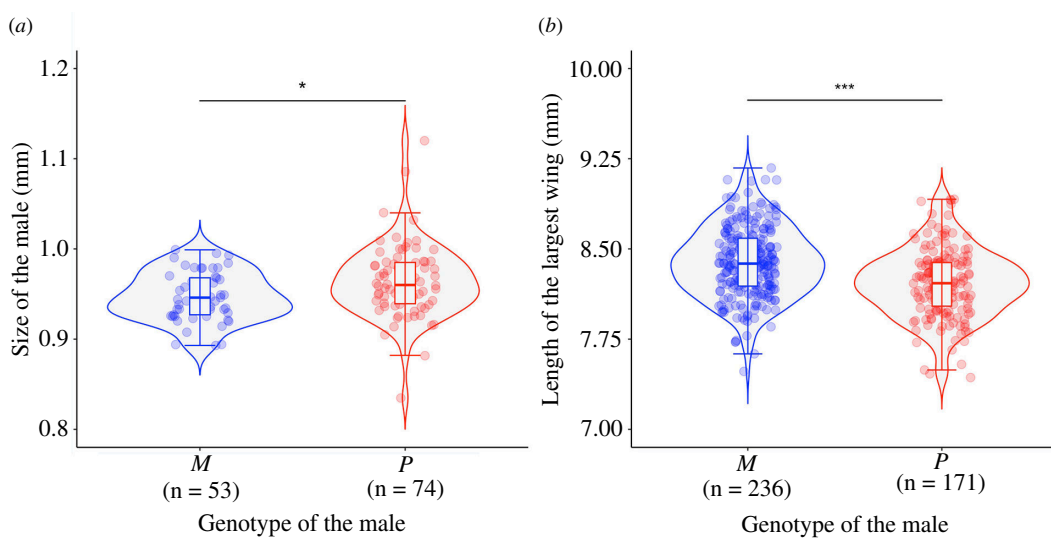 (a)
Size of the male (mm)
1.2
1.1
1.0
0.9
0.8
*
M
(n = 53)
P
(n = 74)
Genotype of the male
(b)
Length of the largest wing (mm)
10.00
9.25
8.50
7.75
7.00
***
M
(n = 236)
P
(n = 171)
Genotype of the male